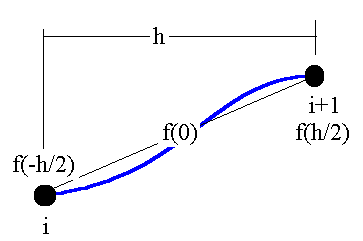 h
i+1
f(h/2)
f(0)
f(-h/2)
i